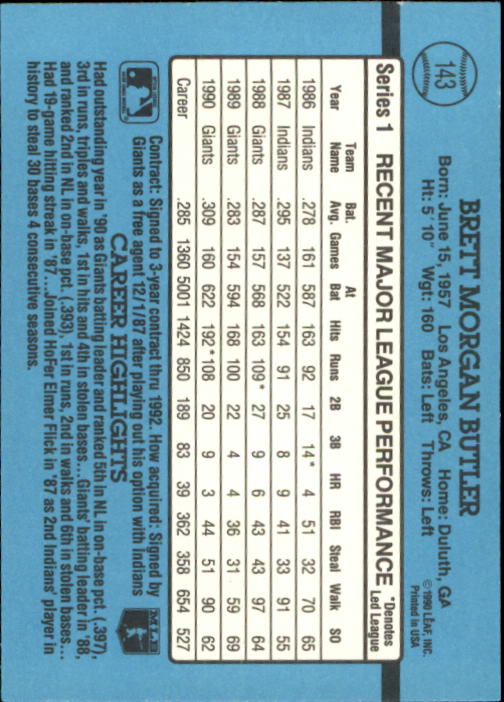 143
BRETT MORGAN BUTLER
Born: June 15, 1957 Los Angeles, CA Home: Duluth, GA
Ht: 5' 10" Wgt: 160 Bats: Left Throws: Left
© 1990 LEAF, INC.
Printed in USA
Series 1 RECENT MAJOR LEAGUE PERFORMANCE *Denotes Led League
Year Team Name Bat. Avg. Games At Bat Hits Runs 2B 3B HR RBI Steal Walk SO
1986 Indians .278 161 587 163 92 17 14* 4 51 32 70 65
1987 Indians .295 137 522 154 91 25 8 9 41 33 91 55
1988 Giants .287 157 568 163 109* 27 9 6 43 43 97 64
1989 Giants .283 154 594 168 100 22 4 4 36 31 59 69
1990 Giants .309 160 622 192* 108 20 9 3 44 51 90 62
Career .285 1360 5001 1424 850 189 83 39 362 358 654 527
Contract: Signed to 3-year contract thru 1992. How acquired: Signed by
Giants as a free agent 12/1/87 after playing out his option with Indians
MLB
CAREER HIGHLIGHTS
Had outstanding year in '90 as Giants batting leader and ranked 5th in NL in on-base pct. (.397),
3rd in runs, triples and walks, 1st in hits and 4th in stolen bases...Giants' batting leader in '88,
and ranked 2nd in NL in on-base pct. (.393), 1st in runs, 2nd in walks and 6th in stolen bases...
Had 19-game hitting streak in '87...Joined HoFer Elmer Flick in '87 as 2nd Indians' player in
history to steal 30 bases 4 consecutive seasons.